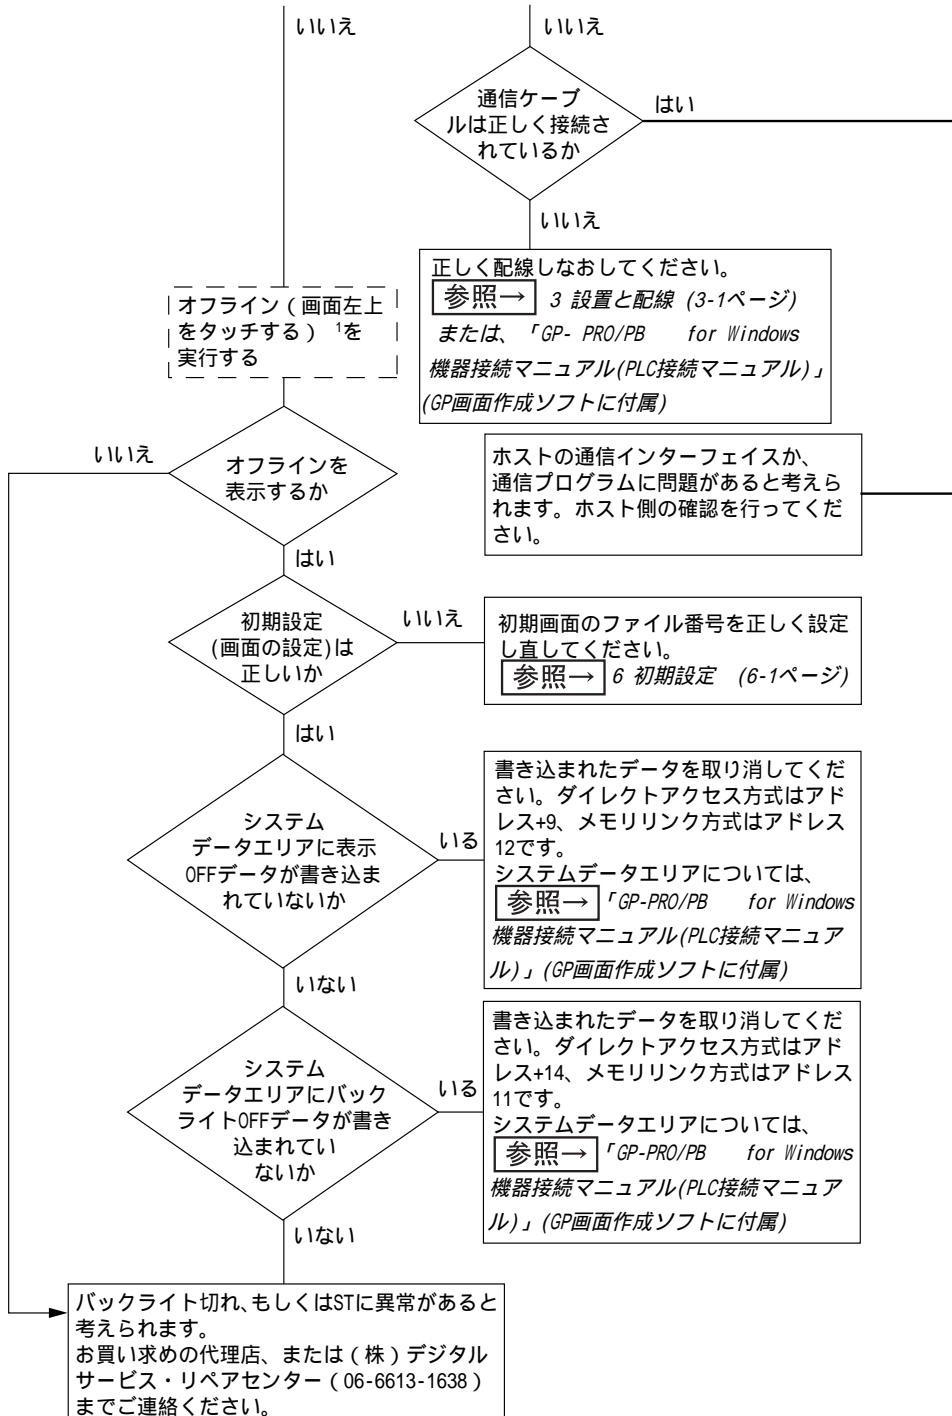 いいえ
いいえ
通信ケーブ
ルは正しく接続さ
れているか
はい
いいえ
正しく配線しなおしてください。
参照→ 3 設置と配線 (3-1ページ)
または、「GP- PRO/PB for Windows
機器接続マニュアル(PLC接続マニュアル)」
(GP画面作成ソフトに付属)
オフライン(画面左上
をタッチする) 1を
実行する
いいえ
オフラインを
表示するか
ホストの通信インターフェイスか、
通信プログラムに問題があると考えら
れます。ホスト側の確認を行ってくだ
さい。
はい
初期設定
(画面の設定)は
正しいか
いいえ
初期画面のファイル番号を正しく設定
し直してください。
参照→ 6 初期設定 (6-1ページ)
はい
システム
データエリアに表示
OFFデータが書き込ま
れていないか
いる
書き込まれたデータを取り消してくだ
さい。ダイレクトアクセス方式はアド
レス+9、メモリリンク方式はアドレス
12です。
システムデータエリアについては、
参照→ 「GP-PRO/PB for Windows
機器接続マニュアル(PLC接続マニュア
ル)」(GP画面作成ソフトに付属)
いない
システム
データエリアにバック
ライトOFFデータが書き
込まれてい
ないか
いる
書き込まれたデータを取り消してくだ
さい。ダイレクトアクセス方式はアド
レス+14、メモリリンク方式はアドレス
11です。
システムデータエリアについては、
参照→ 「GP-PRO/PB for Windows
機器接続マニュアル(PLC接続マニュア
ル)」(GP画面作成ソフトに付属)
いない
バックライト切れ、もしくはSTに異常があると
考えられます。
お買い求めの代理店、または(株)デジタル
サービス・リペアセンター(06-6613-1638)
までご連絡ください。